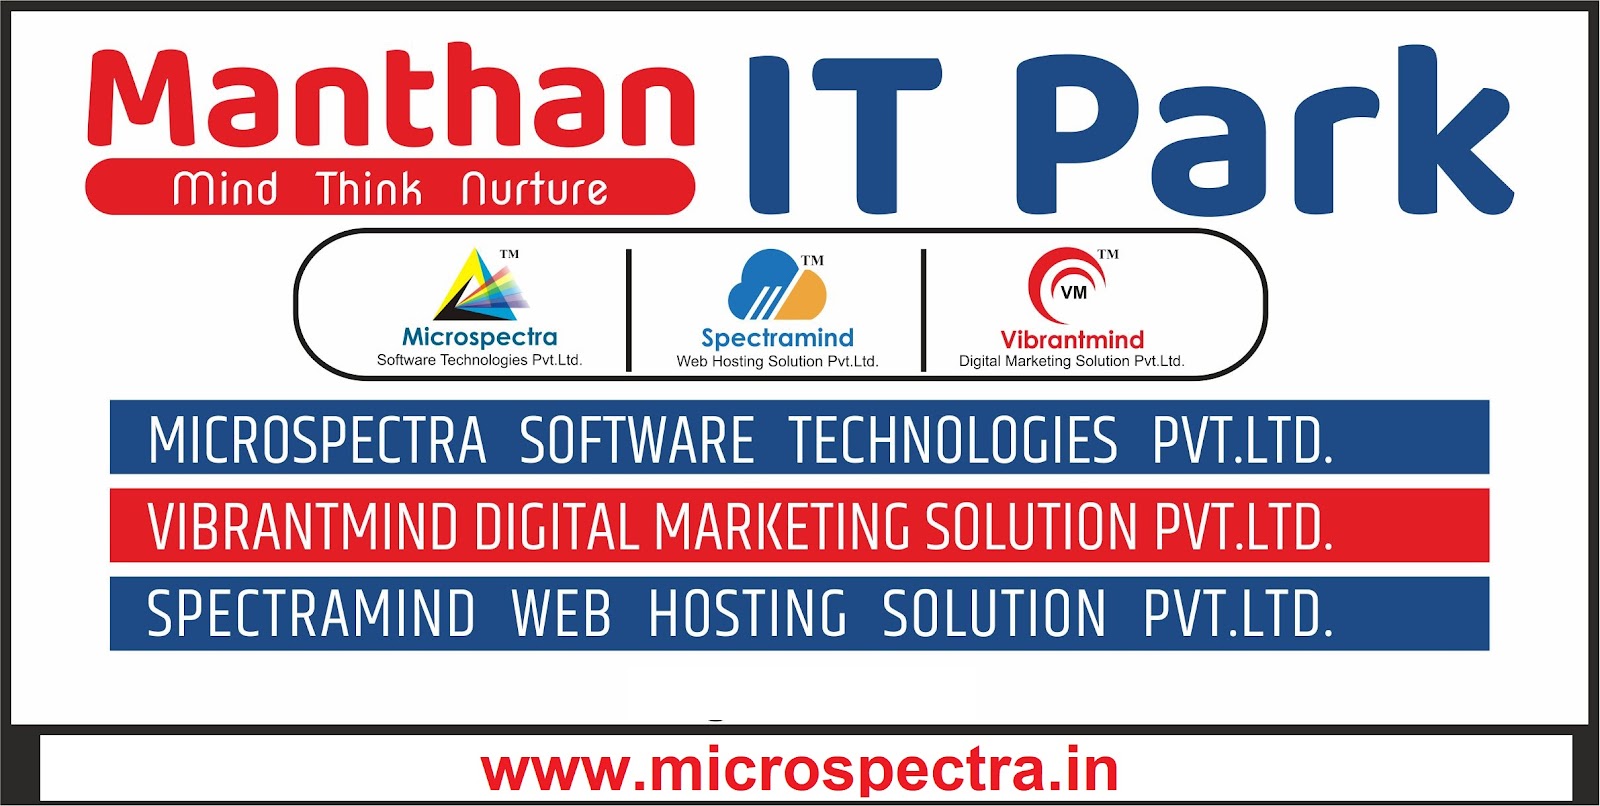 Manthan IT Park
Mind Think Nurture
TM
Microspectra
Software Technologies Pvt.Ltd.
TM
Spectramind
Web Hosting Solution Pvt.Ltd.
TM
VM
Vibrantmind
Digital Marketing Solution Pvt.Ltd.
MICROSPECTRA SOFTWARE TECHNOLOGIES PVT.LTD.
VIBRANTMIND DIGITAL MARKETING SOLUTION PVT.LTD.
SPECTRAMIND WEB HOSTING SOLUTION PVT.LTD.
www.microspectra.in